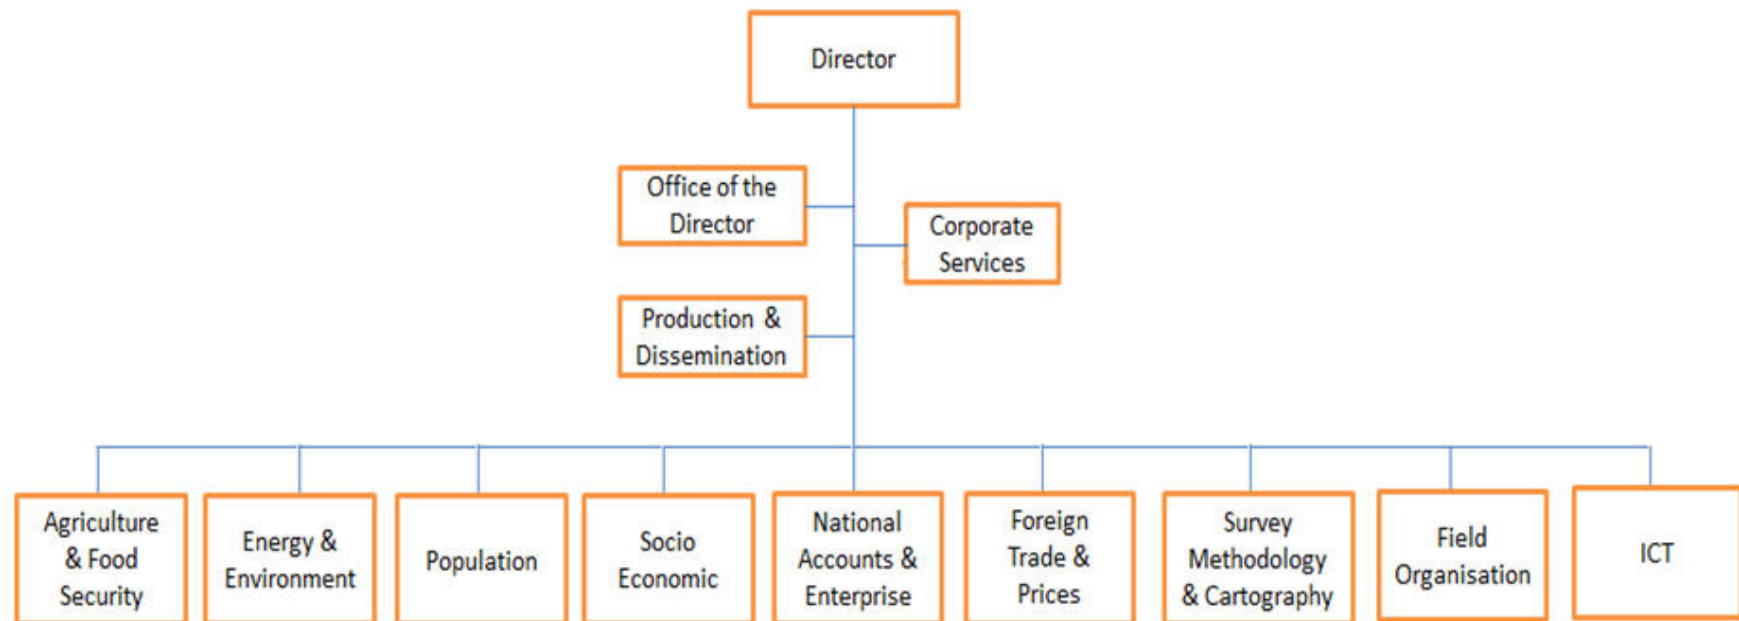 Director
Office of the
Director
Corporate
Services
Production &
Dissemination
Agriculture
& Food
Security
Energy &
Environment
Population
Socio
Economic
National
Accounts &
Enterprise
Foreign
Trade &
Prices
Survey
Methodology
& Cartography
Field
Organisation
ICT